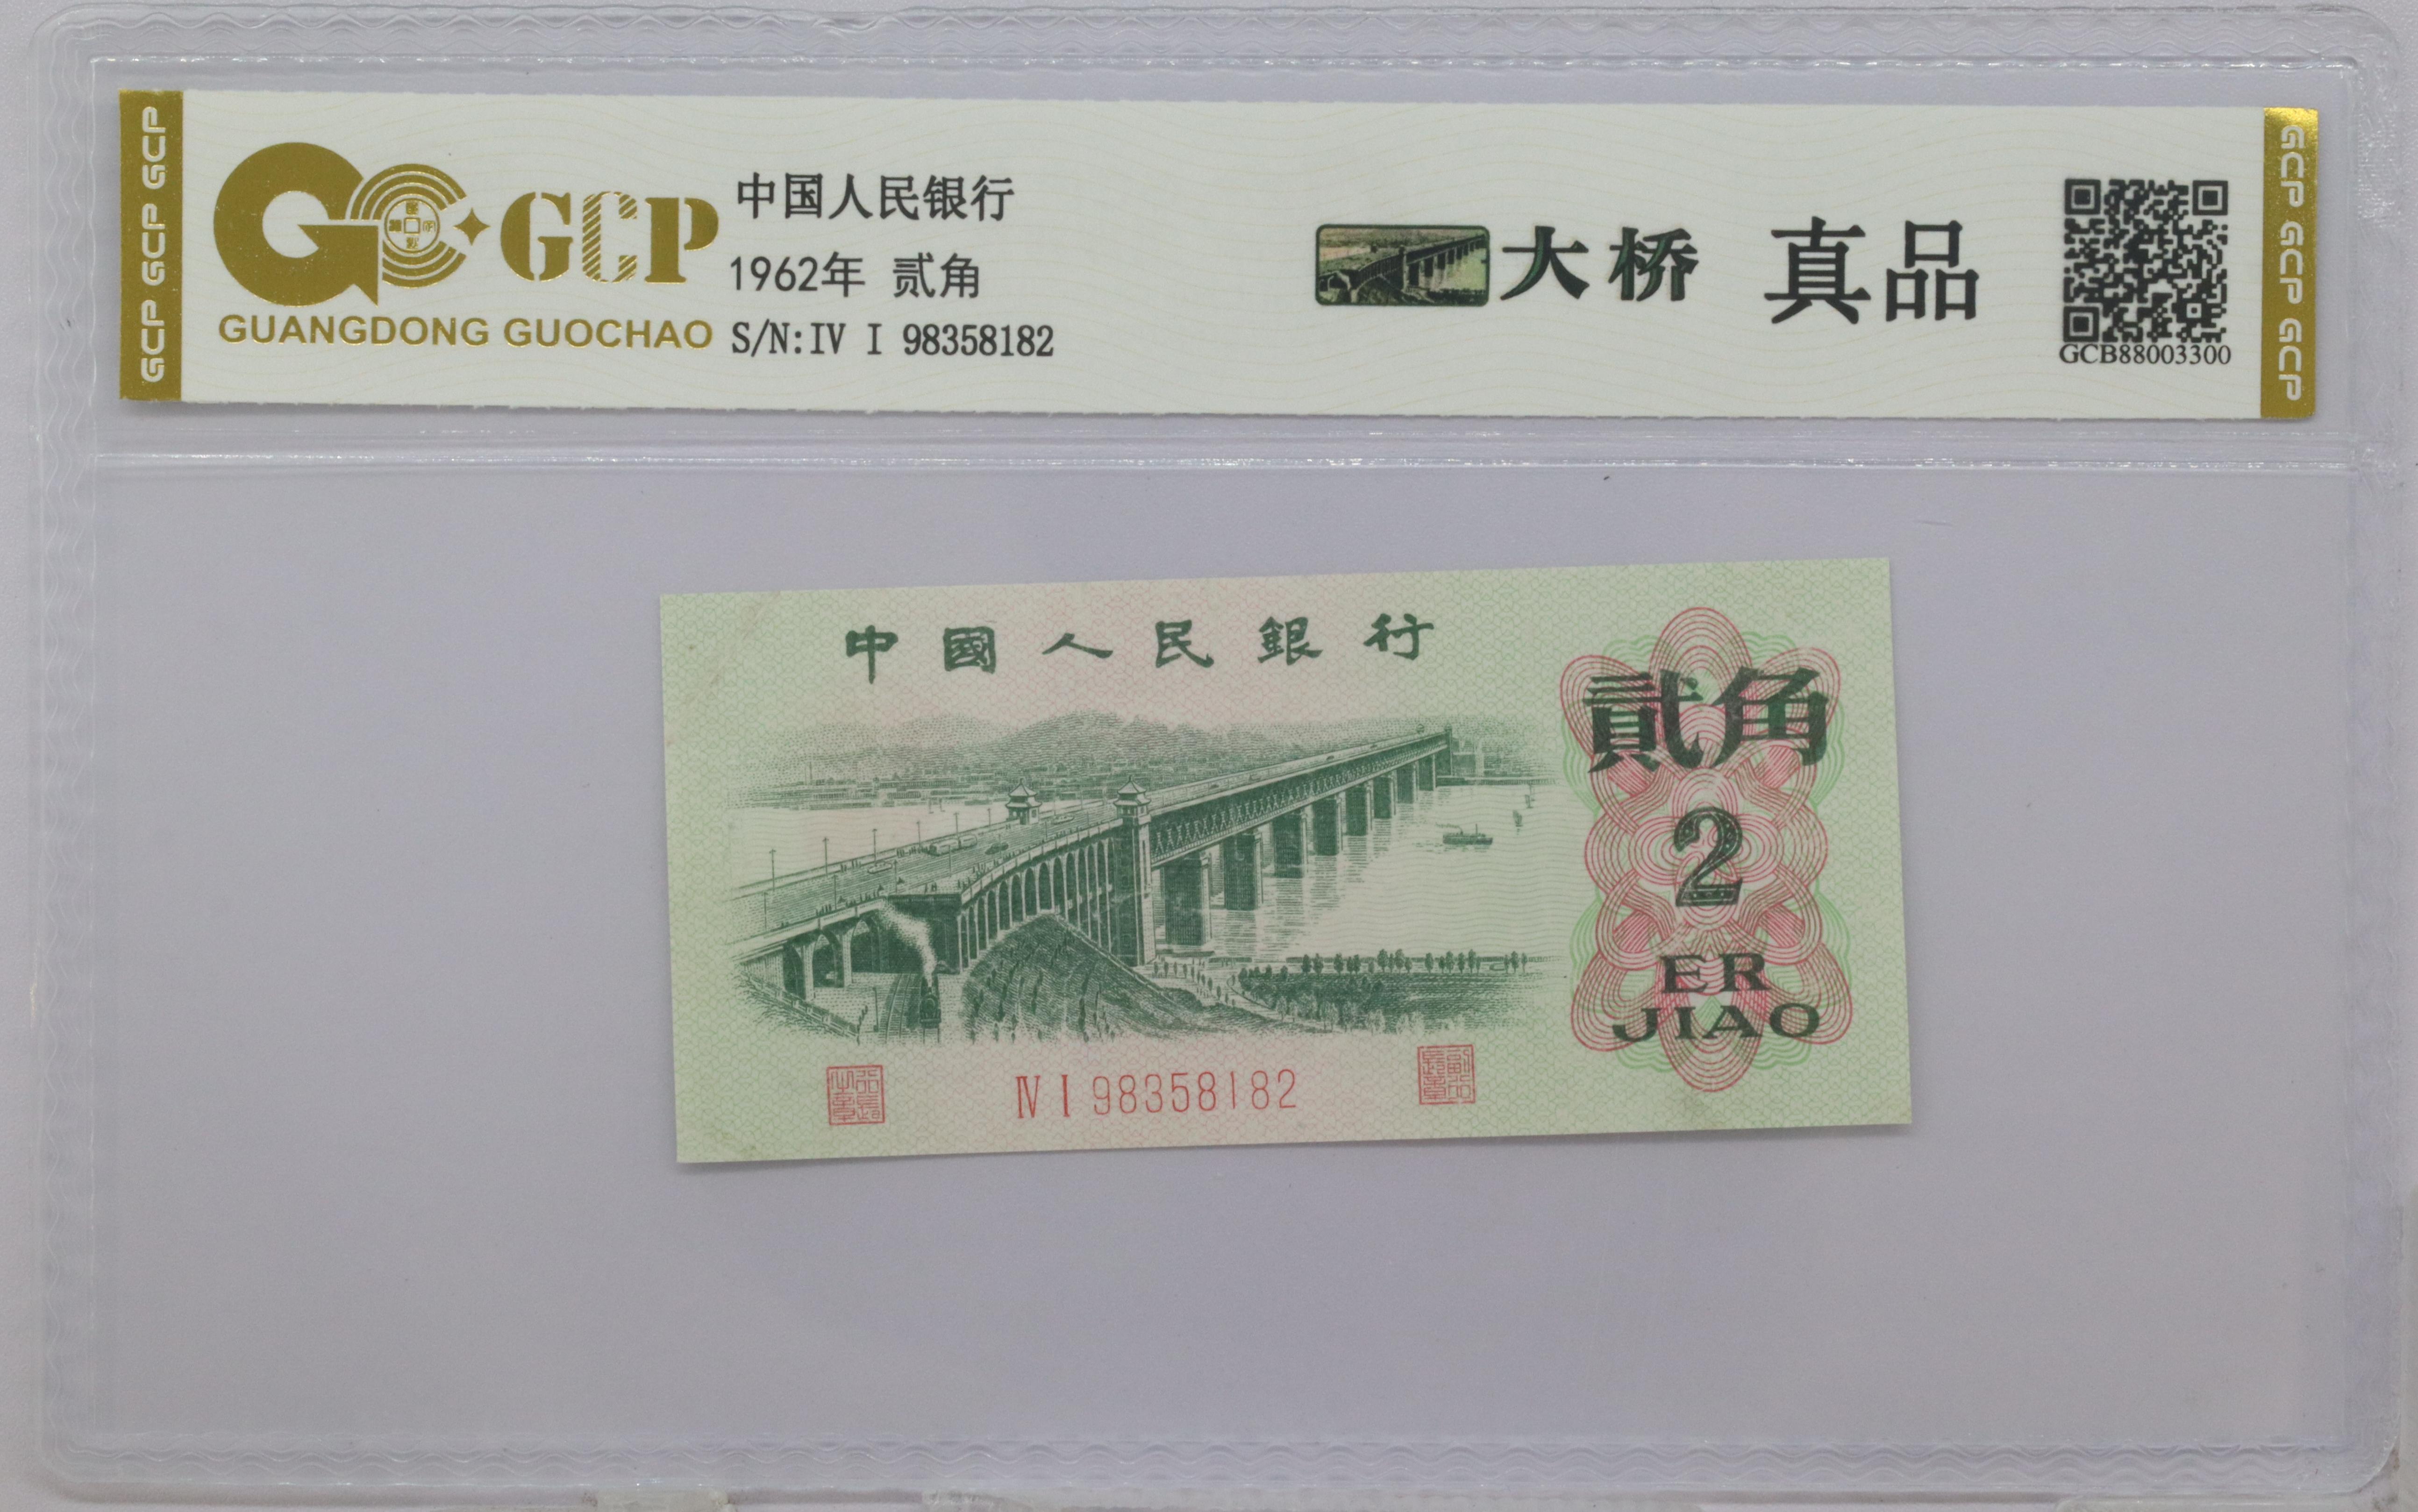 GCP GCP GCP
GCP
GUANGDONG GUOCHAO
中国人民银行
1962年 贰角
S/N:IV I 98358182
大桥 真品
GCB88003300
GCP GCP GCP
中國人民銀行
貳角
2
ER
JIAO
IV I 98358182